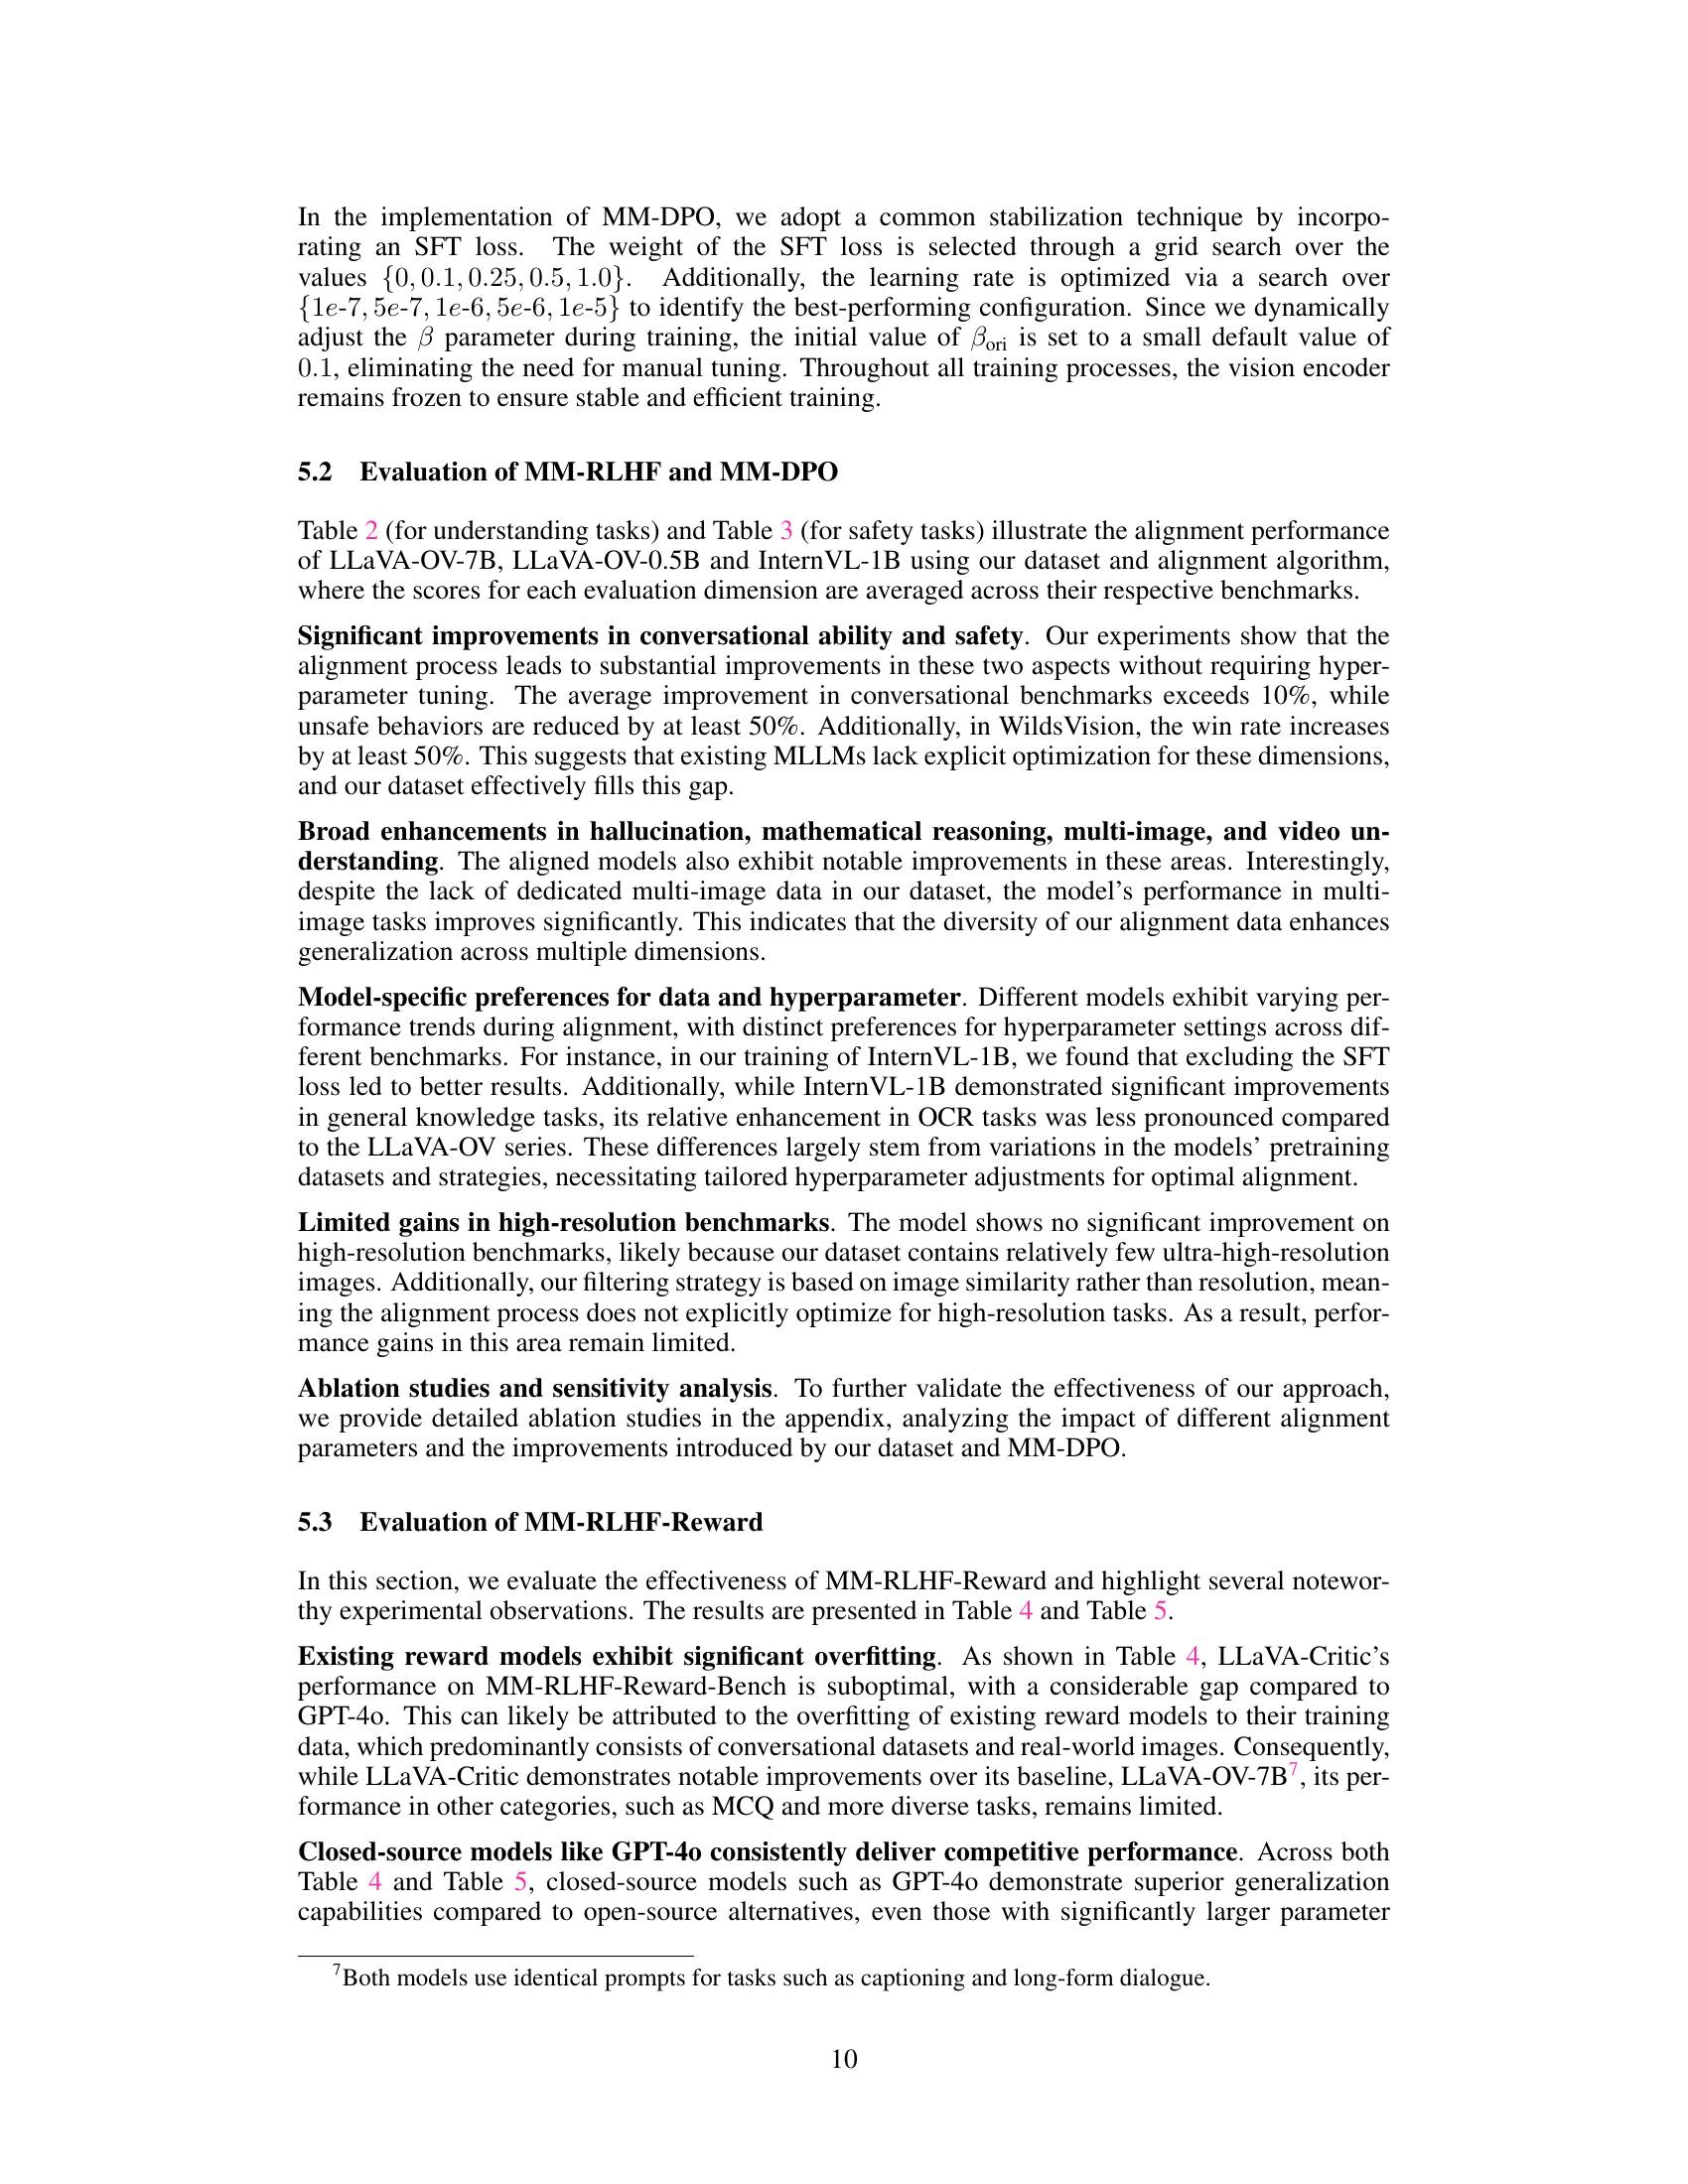 In the implementation of MM-DPO, we adopt a common stabilization technique by incorpo-
rating an SFT loss. The weight of the SFT loss is selected through a grid search over the
values {0, 0.1, 0.25, 0.5, 1.0}. Additionally, the learning rate is optimized via a search over
{1e-7, 5e-7, 1e-6, 5e-6, 1e-5} to identify the best-performing configuration. Since we dynamically
adjust the β parameter during training, the initial value of β_ori is set to a small default value of
0.1, eliminating the need for manual tuning. Throughout all training processes, the vision encoder
remains frozen to ensure stable and efficient training.
5.2 Evaluation of MM-RLHF and MM-DPO
Table 2 (for understanding tasks) and Table 3 (for safety tasks) illustrate the alignment performance
of LLaVA-OV-7B, LLaVA-OV-0.5B and InternVL-1B using our dataset and alignment algorithm,
where the scores for each evaluation dimension are averaged across their respective benchmarks.
Significant improvements in conversational ability and safety. Our experiments show that the
alignment process leads to substantial improvements in these two aspects without requiring hyper-
parameter tuning. The average improvement in conversational benchmarks exceeds 10%, while
unsafe behaviors are reduced by at least 50%. Additionally, in WildsVision, the win rate increases
by at least 50%. This suggests that existing MLLMs lack explicit optimization for these dimensions,
and our dataset effectively fills this gap.
Broad enhancements in hallucination, mathematical reasoning, multi-image, and video un-
derstanding. The aligned models also exhibit notable improvements in these areas. Interestingly,
despite the lack of dedicated multi-image data in our dataset, the model's performance in multi-
image tasks improves significantly. This indicates that the diversity of our alignment data enhances
generalization across multiple dimensions.
Model-specific preferences for data and hyperparameter. Different models exhibit varying per-
formance trends during alignment, with distinct preferences for hyperparameter settings across dif-
ferent benchmarks. For instance, in our training of InternVL-1B, we found that excluding the SFT
loss led to better results. Additionally, while InternVL-1B demonstrated significant improvements
in general knowledge tasks, its relative enhancement in OCR tasks was less pronounced compared
to the LLaVA-OV series. These differences largely stem from variations in the models' pretraining
datasets and strategies, necessitating tailored hyperparameter adjustments for optimal alignment.
Limited gains in high-resolution benchmarks. The model shows no significant improvement on
high-resolution benchmarks, likely because our dataset contains relatively few ultra-high-resolution
images. Additionally, our filtering strategy is based on image similarity rather than resolution, mean-
ing the alignment process does not explicitly optimize for high-resolution tasks. As a result, perfor-
mance gains in this area remain limited.
Ablation studies and sensitivity analysis. To further validate the effectiveness of our approach,
we provide detailed ablation studies in the appendix, analyzing the impact of different alignment
parameters and the improvements introduced by our dataset and MM-DPO.
5.3 Evaluation of MM-RLHF-Reward
In this section, we evaluate the effectiveness of MM-RLHF-Reward and highlight several notewor-
thy experimental observations. The results are presented in Table 4 and Table 5.
Existing reward models exhibit significant overfitting. As shown in Table 4, LLaVA-Critic's
performance on MM-RLHF-Reward-Bench is suboptimal, with a considerable gap compared to
GPT-4o. This can likely be attributed to the overfitting of existing reward models to their training
data, which predominantly consists of conversational datasets and real-world images. Consequently,
while LLaVA-Critic demonstrates notable improvements over its baseline, LLaVA-OV-7B⁷, its per-
formance in other categories, such as MCQ and more diverse tasks, remains limited.
Closed-source models like GPT-4o consistently deliver competitive performance. Across both
Table 4 and Table 5, closed-source models such as GPT-4o demonstrate superior generalization
capabilities compared to open-source alternatives, even those with significantly larger parameter
⁷Both models use identical prompts for tasks such as captioning and long-form dialogue.
10